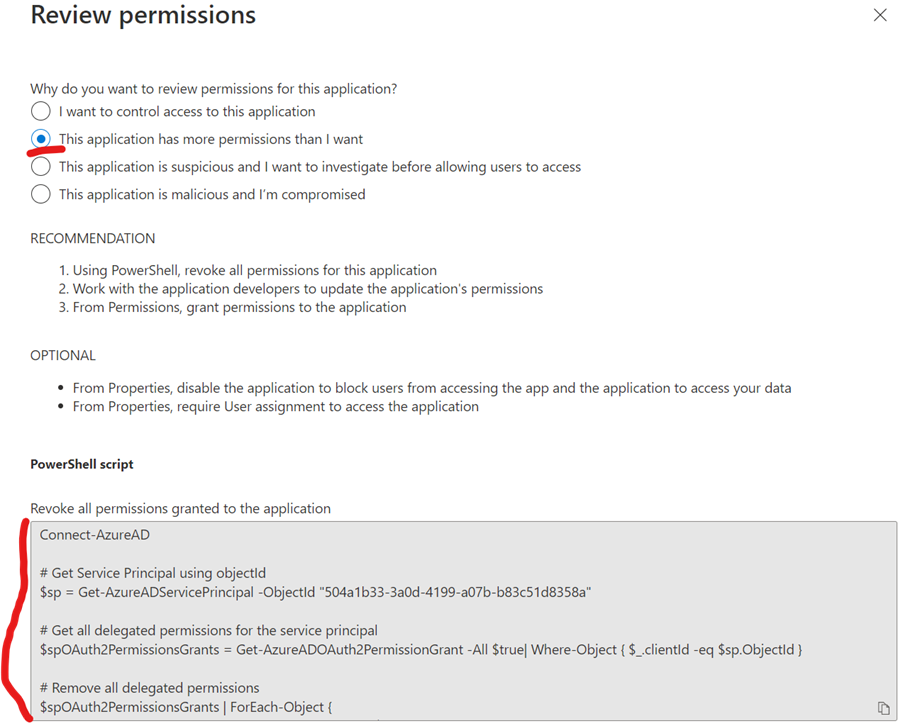 Review permissions
Why do you want to review permissions for this application?
I want to control access to this application
This application has more permissions than I want
This application is suspicious and I want to investigate before allowing users to access
This application is malicious and I'm compromised
RECOMMENDATION
1. Using PowerShell, revoke all permissions for this application
2. Work with the application developers to update the application's permissions
3. From Permissions, grant permissions to the application
OPTIONAL
• From Properties, disable the application to block users from accessing the app and the application to access your data
• From Properties, require User assignment to access the application
PowerShell script
Revoke all permissions granted to the application
Connect-AzureAD
# Get Service Principal using objectId
$sp = Get-AzureADServicePrincipal -ObjectId "504a1b33-3a0d-4199-a07b-b83c51d8358a"
# Get all delegated permissions for the service principal
$spOAuth2PermissionsGrants = Get-AzureADOAuth2PermissionGrant -All $true| Where-Object { $_.clientId -eq $sp.ObjectId }
# Remove all delegated permissions
$spOAuth2PermissionsGrants | ForEach-Object {